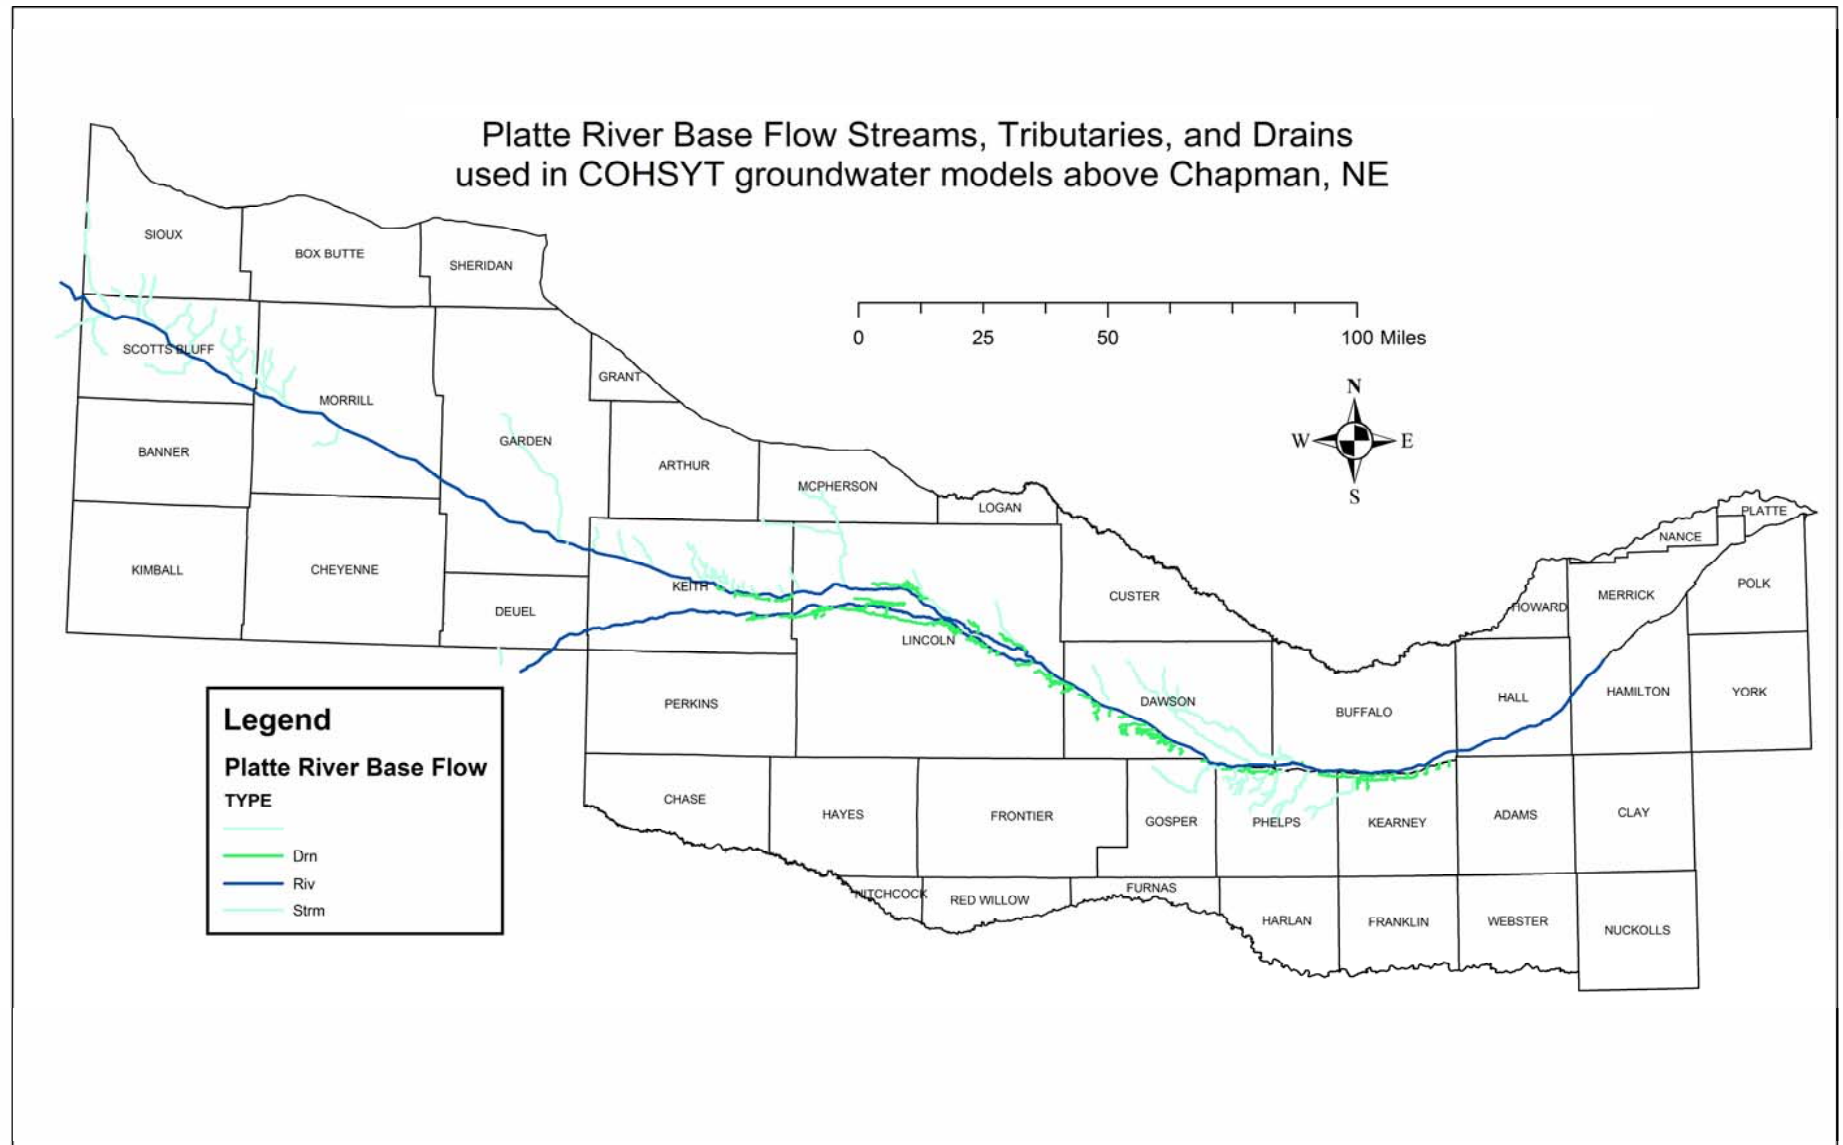 Platte River Base Flow Streams, Tributaries, and Drains
used in COHSYT groundwater models above Chapman, NE
SIOUX
BOX BUTTE
SHERIDAN
0 25 50 100 Miles
SCOTTS BLUFF
GRANT
N
MORRILL
W E
GARDEN
BANNER
ARTHUR
MCPHERSON
S
LOGAN
PLATTE
NANCE
KIMBALL
CHEYENNE
KEITH
POLK
CUSTER
MERRICK
DEUEL
HOWARD
LINCOLN
HAMILTON
YORK
HALL
DAWSON
PERKINS
BUFFALO
Legend
Platte River Base Flow
TYPE
Drn
Riv
Strm
CHASE
HAYES
FRONTIER
GOSPER
PHELPS
KEARNEY
ADAMS
CLAY
HITCHCOCK
RED WILLOW
FURNAS
HARLAN
FRANKLIN
WEBSTER
NUCKOLLS